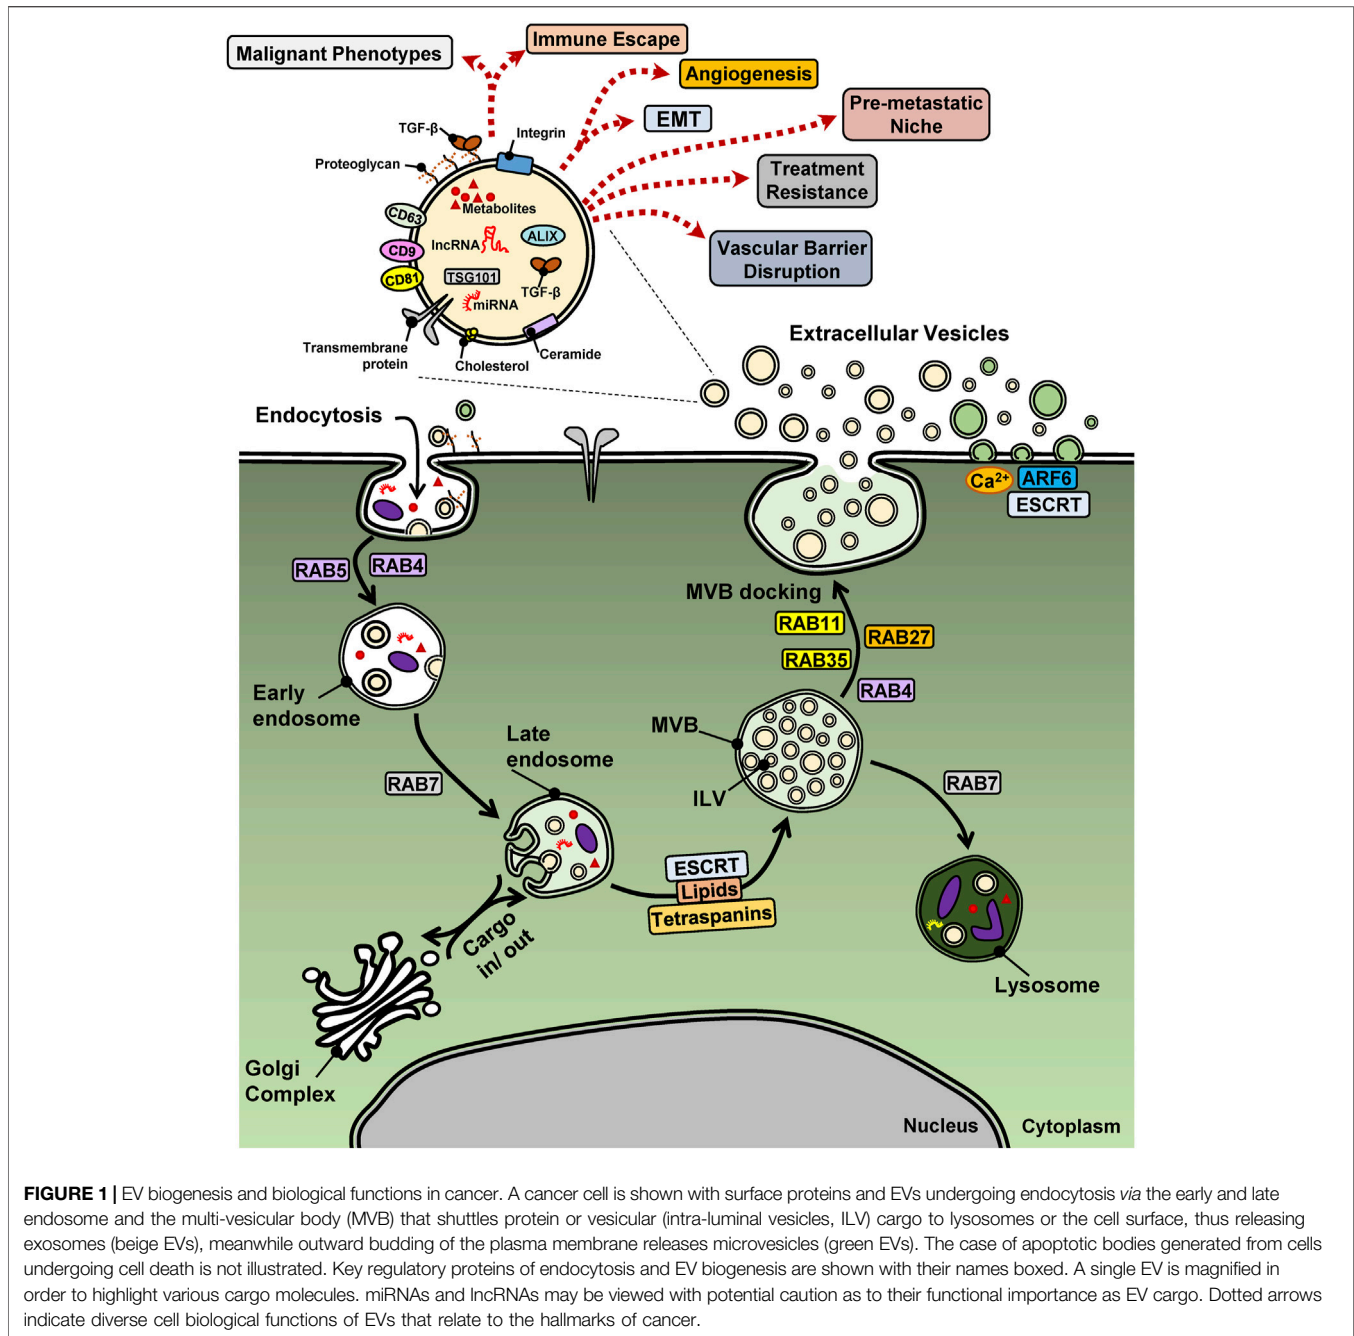 Malignant Phenotypes
Immune Escape
Angiogenesis
EMT
Pre-metastatic
Niche
Treatment
Resistance
Vascular Barrier
Disruption
TGF-β
Integrin
Proteoglycan
Metabolites
CD63
lncRNA
ALIX
CD9
TSG101
CD81
TGF-β
miRNA
Transmembrane
protein
Cholesterol
Ceramide
Extracellular Vesicles
Endocytosis
Ca²⁺
ARF6
ESCRT
RAB5
RAB4
MVB docking
RAB11
RAB27
RAB35
RAB4
Early
endosome
MVB
Late
endosome
RAB7
ILV
RAB7
ESCRT
Lipids
Tetraspanins
Cargo
in/ out
Lysosome
Golgi
Complex
Nucleus
Cytoplasm
FIGURE 1 | EV biogenesis and biological functions in cancer. A cancer cell is shown with surface proteins and EVs undergoing endocytosis via the early and late
endosome and the multi-vesicular body (MVB) that shuttles protein or vesicular (intra-luminal vesicles, ILV) cargo to lysosomes or the cell surface, thus releasing
exosomes (beige EVs), meanwhile outward budding of the plasma membrane releases microvesicles (green EVs). The case of apoptotic bodies generated from cells
undergoing cell death is not illustrated. Key regulatory proteins of endocytosis and EV biogenesis are shown with their names boxed. A single EV is magnified in
order to highlight various cargo molecules. miRNAs and lncRNAs may be viewed with potential caution as to their functional importance as EV cargo. Dotted arrows
indicate diverse cell biological functions of EVs that relate to the hallmarks of cancer.